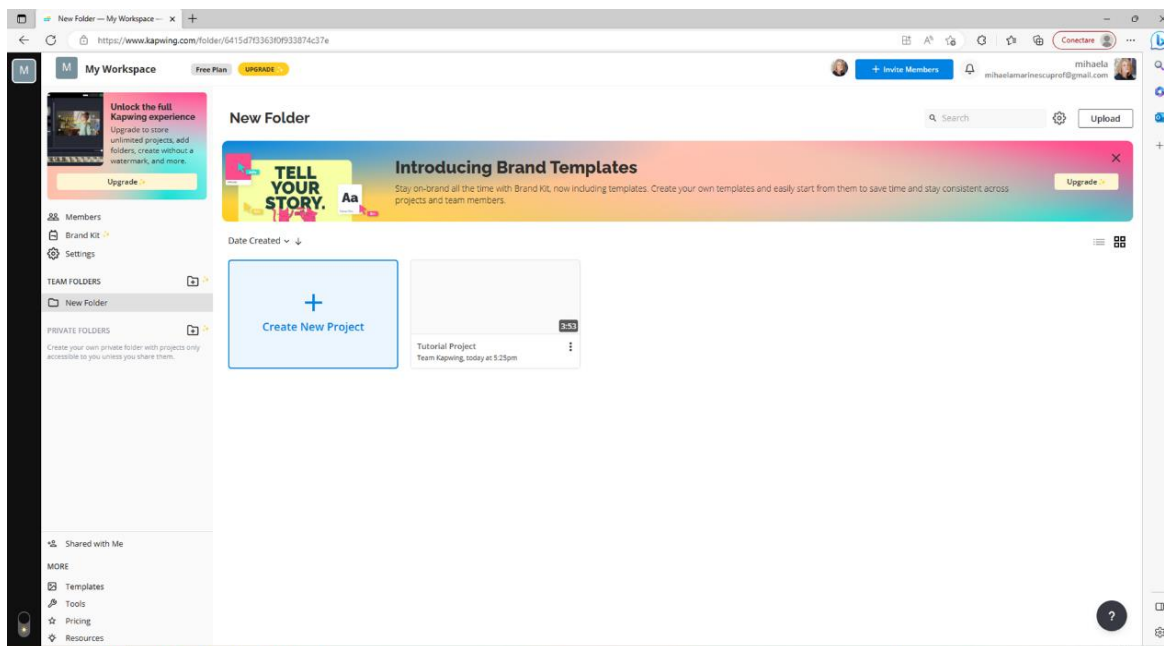 New Folder — My Workspace —
https://www.kapwing.com/folder/6415d7f3363f0f933874c37e
Conectare
M
M My Workspace Free Plan UPGRADE
+ Invite Members
mihaela
mihaelamarinescuprof@gmail.com
Unlock the full
Kapwing experience
Upgrade to store
unlimited projects, add
folders, create without a
watermark, and more.
Upgrade
Members
Brand Kit
Settings
TEAM FOLDERS
New Folder
PRIVATE FOLDERS
Create your own private folder with projects only
accessible to you unless you share them.
Shared with Me
MORE
Templates
Tools
Pricing
Resources
New Folder
Search
Upload
TELL
YOUR
STORY.
Aa
Introducing Brand Templates
Stay on-brand all the time with Brand Kit, now including templates. Create your own templates and easily start from them to save time and stay consistent across
projects and team members.
Upgrade
Date Created
Create New Project
3:53
Tutorial Project
Team Kapwing, today at 5:25pm
?